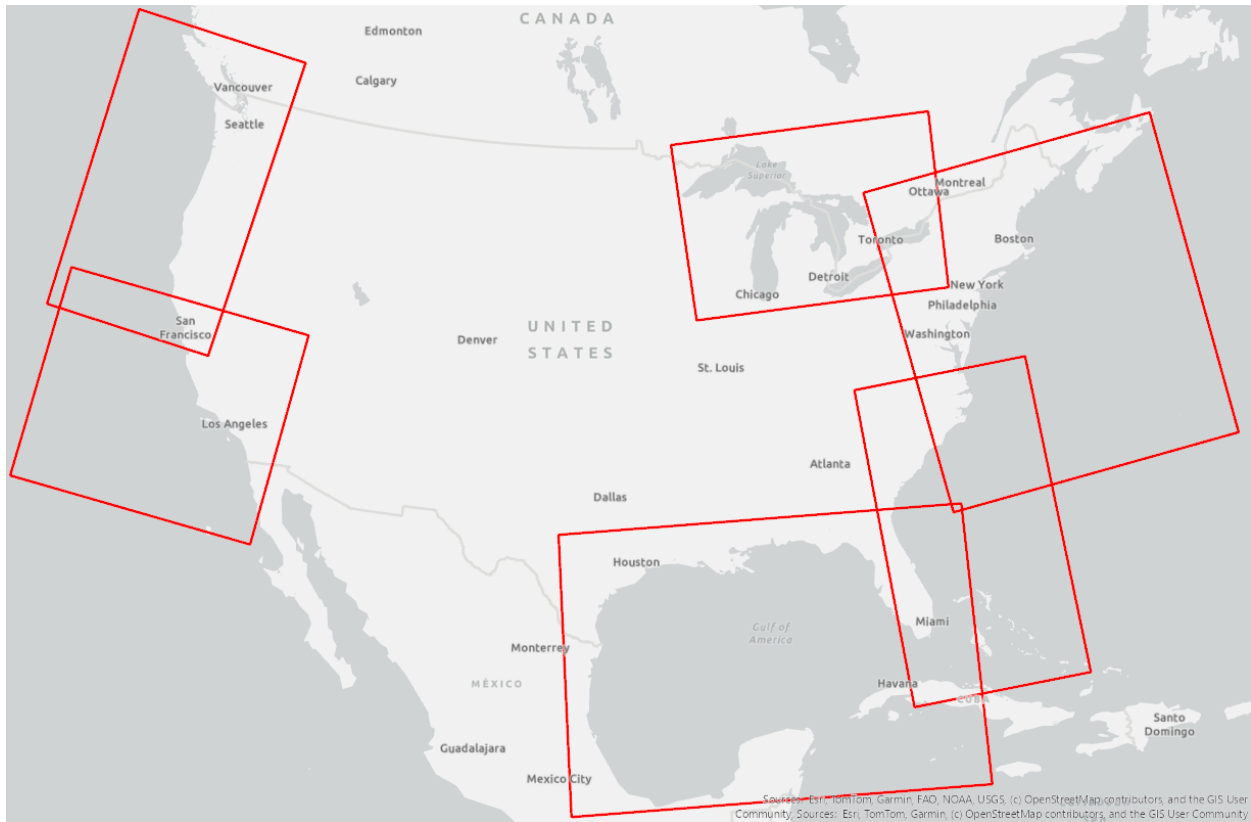 CANADA
Edmonton
Calgary
Vancouver
Seattle
Lake
Superior
Montreal
Ottawa
Toronto
Boston
Detroit
New York
Chicago
Philadelphia
San
Francisco
UNITED
STATES
Washington
Denver
St. Louis
Los Angeles
Atlanta
Dallas
Houston
Gulf of
America
Miami
Monterrey
MÉXICO
Havana
CUBA
Santo
Domingo
Guadalajara
Mexico City
Sources: Esri, TomTom, Garmin, FAO, NOAA, USGS, (c) OpenStreetMap contributors, and the GIS User
Community, Sources: Esri, TomTom, Garmin, (c) OpenStreetMap contributors, and the GIS User Community